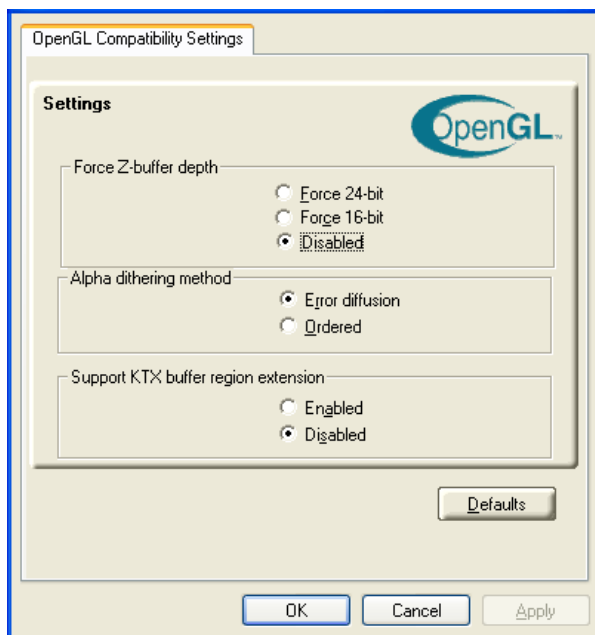 OpenGL Compatibility Settings
Settings
OpenGL™
Force Z-buffer depth
Force 24-bit
Force 16-bit
Disabled
Alpha dithering method
Error diffusion
Ordered
Support KTX buffer region extension
Enabled
Disabled
Defaults
OK Cancel Apply